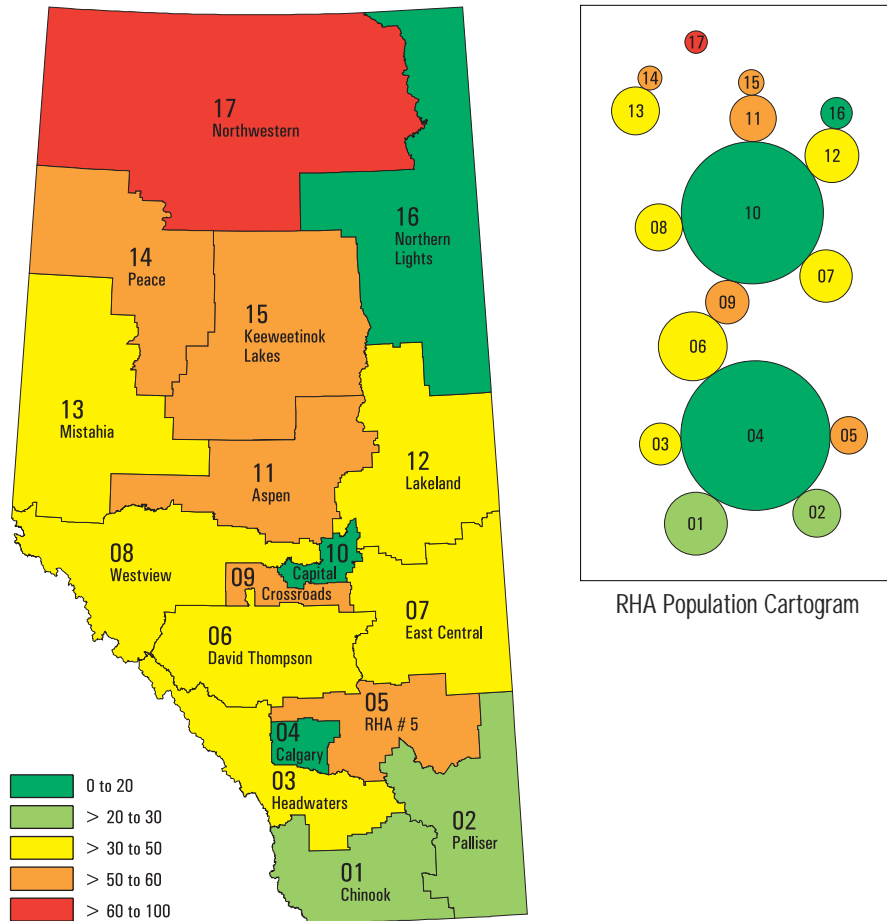 17
Northwestern
16
Northern
Lights
14
Peace
15
Keeweetinok
Lakes
13
Mistahia
11
Aspen
12
Lakeland
08
Westview
10
Capital
09
Crossroads
07
East Central
06
David Thompson
05
RHA # 5
04
Calgary
03
Headwaters
02
Palliser
01
Chinook
0 to 20
> 20 to 30
> 30 to 50
> 50 to 60
> 60 to 100
17
14
15
13
11
16
12
10
08
07
09
06
03
04
05
01
02
RHA Population Cartogram